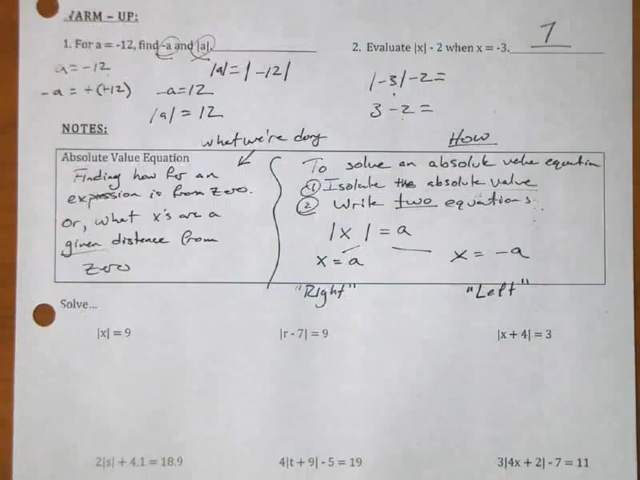 WARM – UP:
1. For a = -12, find -a and |a|.
2. Evaluate |x| - 2 when x = -3. 1
a = -12
|a| = |-12|
|-3| - 2 =
-a = +(+12)
-a = 12
3 - 2 =
|a| = 12
NOTES:
what we're doing
How
Absolute Value Equation
Finding how far an
expression is from zero.
Or, what x's are a
given distance from
zero
To solve an absolute value equation
① Isolate the absolute value
② Write two equations:
|x| = a
x = a
x = -a
"Right"
"Left"
Solve...
|x| = 9
|r - 7| = 9
|x + 4| = 3
2|s| + 4.1 = 18.9
4|t + 9| - 5 = 19
3|4x + 2| - 7 = 11